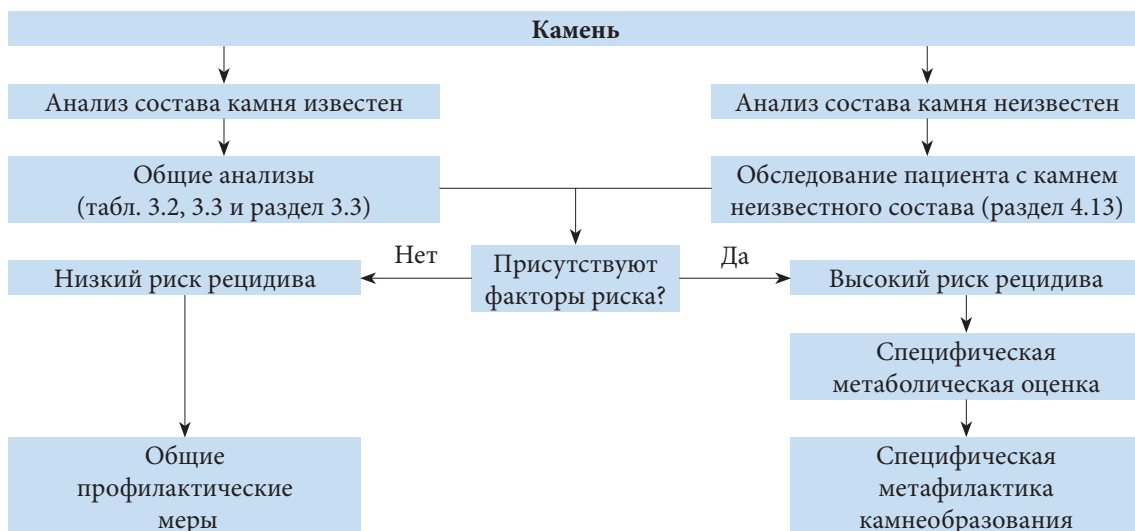 Камень
Анализ состава камня известен
Анализ состава камня неизвестен
Общие анализы
(табл. 3.2, 3.3 и раздел 3.3)
Обследование пациента с камнем
неизвестного состава (раздел 4.13)
Нет
Присутствуют
факторы риска?
Да
Низкий риск рецидива
Высокий риск рецидива
Специфическая
метаболическая оценка
Общие
профилактические
меры
Специфическая
метафилактика
камнеобразования